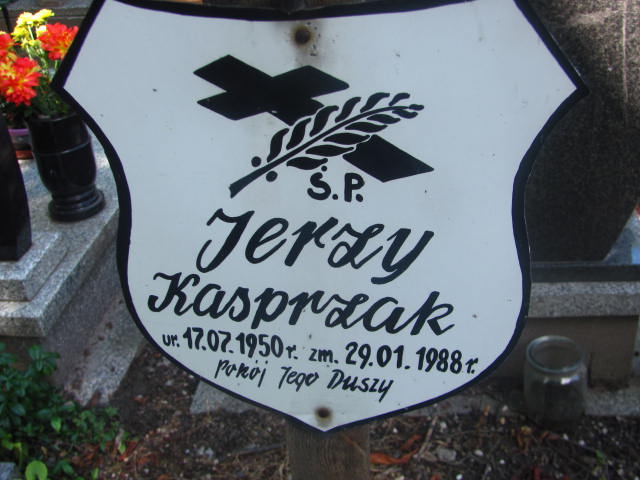 Ś.P.
Jerzy
Kasprzak
ur. 17.07.1950 r. zm. 29.01.1988 r.
Pokój Jego Duszy